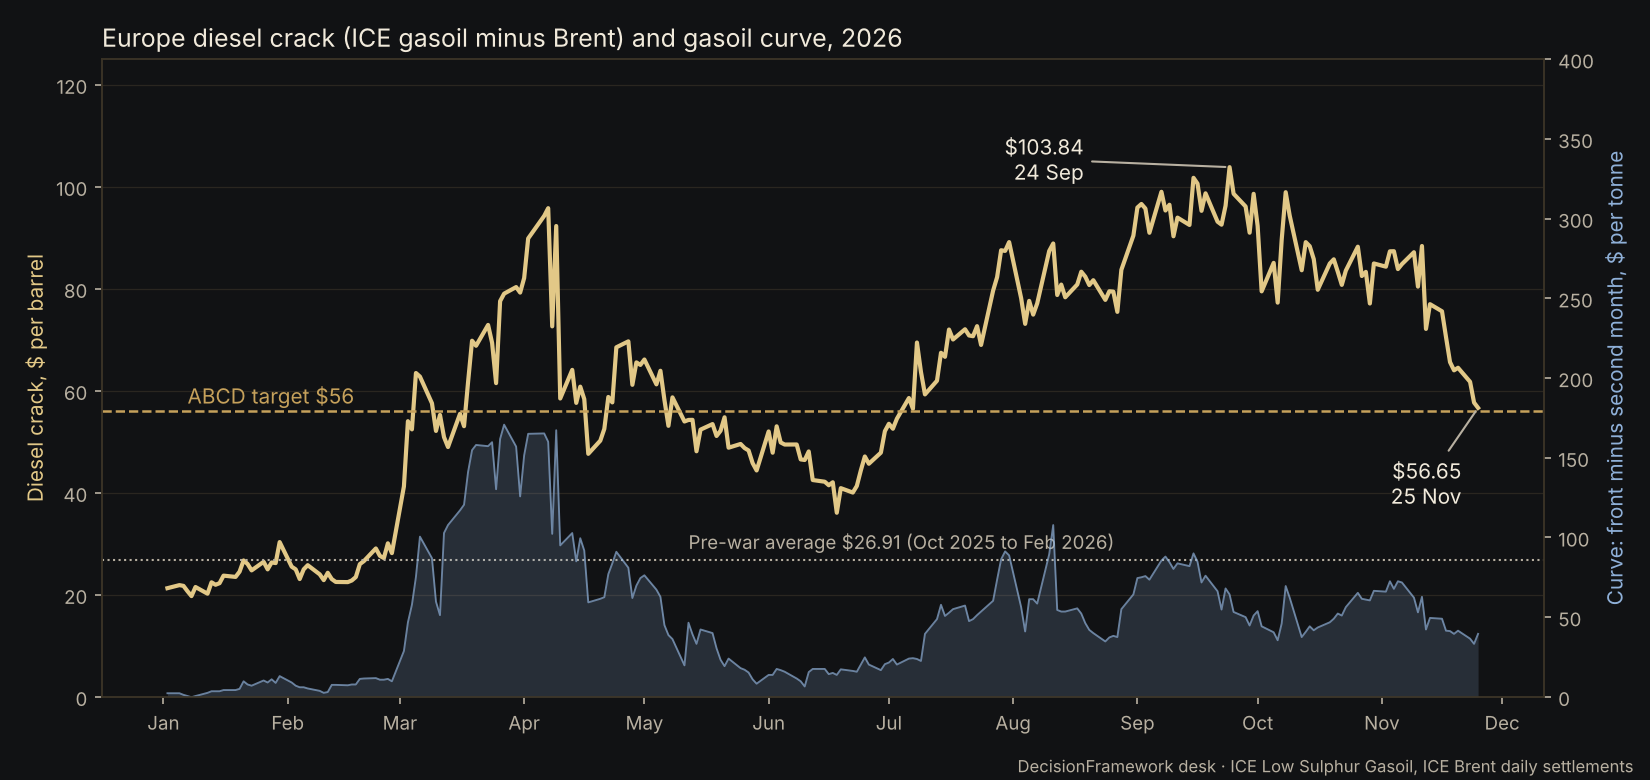 Europe diesel crack (ICE gasoil minus Brent) and gasoil curve, 2026
Diesel crack, $ per barrel
120
100
80
60
40
20
0
400
350
300
250
200
150
100
50
0
Curve: front minus second month, $ per tonne
$103.84
24 Sep
ABCD target $56
$56.65
25 Nov
Pre-war average $26.91 (Oct 2025 to Feb 2026)
Jan Feb Mar Apr May Jun Jul Aug Sep Oct Nov Dec
DecisionFramework desk · ICE Low Sulphur Gasoil, ICE Brent daily settlements